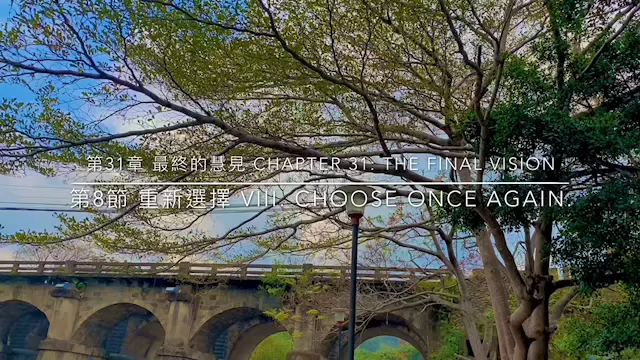 第31章 最終的慧見 CHAPTER 31: THE FINAL VISION
第8節 重新選擇 VIII. CHOOSE ONCE AGAIN